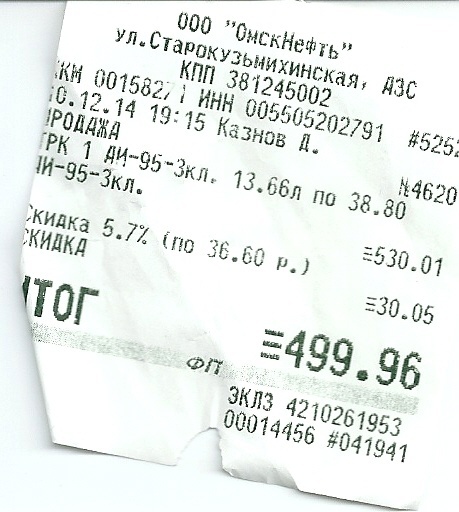 ООО "ОмскНефть"
ул.Старокузьмихинская, АЗС
КПП 381245002
ККМ 00158271 ИНН 005505202791 #5252
10.12.14 19:15 Казнов Д.
ПРОДАЖА №4620
ТРК 1 АИ-95-3кл. 13.66л по 38.80
АИ-95-3кл.
≡530.01
Скидка 5.7% (по 36.60 р.)
СКИДКА ≡30.05
ИТОГ ≡499.96
ФП
ЭКЛЗ 4210261953
00014456 #041941